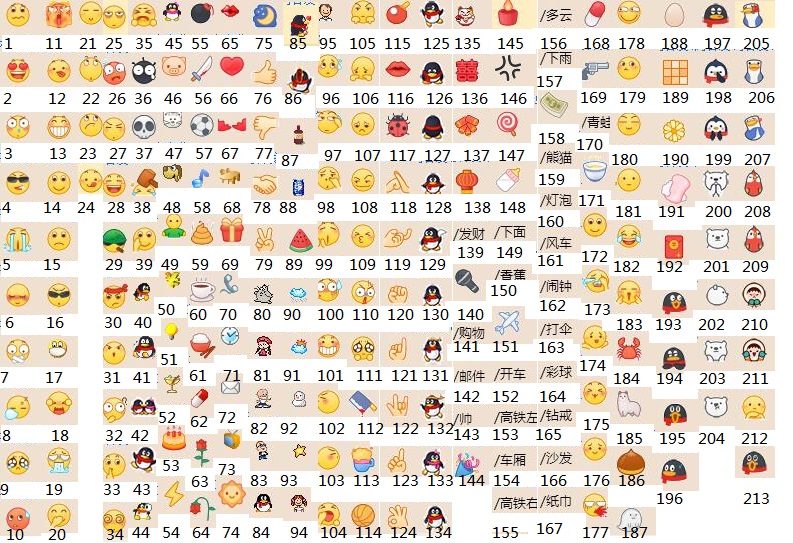 /多云
1 11 21 25 35 45 55 65 75 85 95 105 115 125 135 145 156 168 178 188 197 205
/下雨
157
2 12 22 26 36 46 56 66 76 86 96 106 116 126 136 146 169 179 189 198 206
/青蛙
158 170
3 13 23 27 37 47 57 67 77 87 97 107 117 127 137 147 180 190 199 207
/熊猫
159
/灯泡
4 14 24 28 38 48 58 68 78 88 98 108 118 128 138 148 171 181 191 200 208
160
/发财 /下面
/风车
139 149 161 172 182 192 201 209
5 15 29 39 49 59 69 79 89 99 109 119 129
/香蕉
150
/闹钟
162 173
50 60 70 80 90 100 110 120 130 140
6 16 30 40 183 193 202 210
/购物 /打伞
141 151 163
51 61 71 81 91 101 111 121 131 174 184 194 203 211
7 17 31 41
/邮件 /开车 /彩球
142 152 164
/帅 /高铁左 /钻戒
52 62 72 82 92 102 112 122 132 175 185 195 204 212
8 18 32 42 143 153 165
/车厢 /沙发
53 63 73 83 93 103 113 123 133 144 154 166 176 186
9 19 33 43 196 213
/高铁右 /纸巾
10 20 34 44 54 64 74 84 94 104 114 124 134 155 167 177 187